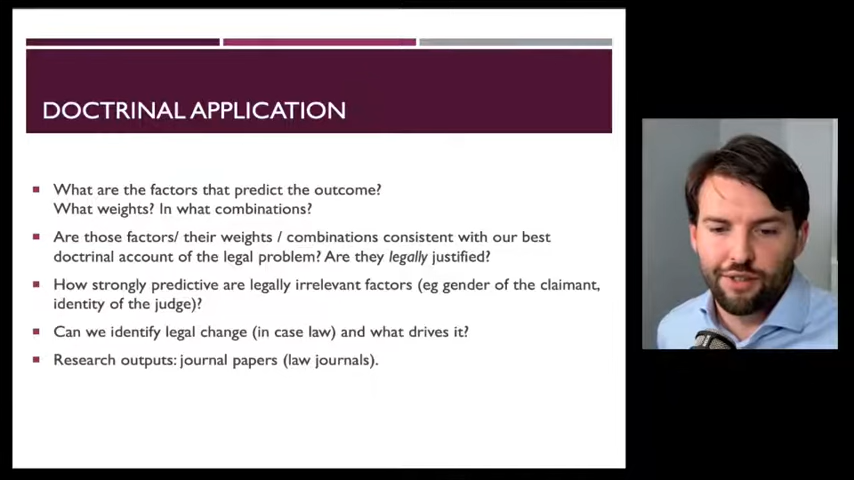 DOCTRINAL APPLICATION
What are the factors that predict the outcome?
What weights? In what combinations?
Are those factors/ their weights / combinations consistent with our best
doctrinal account of the legal problem? Are they legally justified?
How strongly predictive are legally irrelevant factors (eg gender of the claimant,
identity of the judge)?
Can we identify legal change (in case law) and what drives it?
Research outputs: journal papers (law journals).